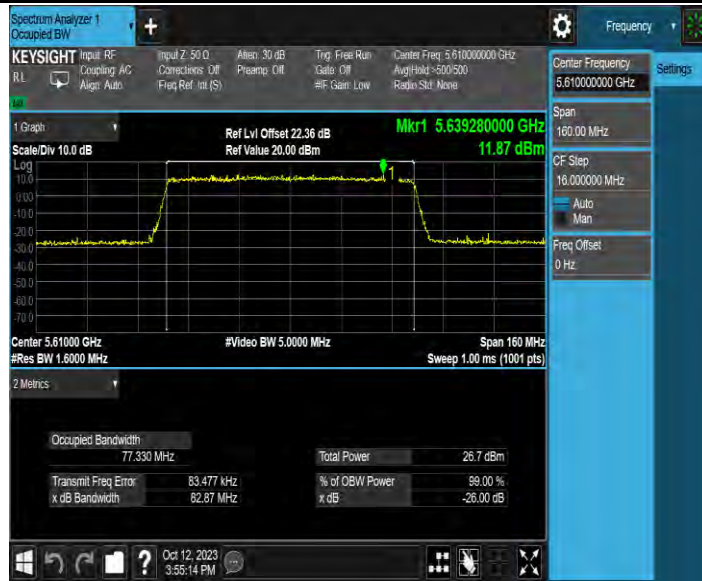 Spectrum Analyzer 1
Occupied BW
+
Frequency
KEYSIGHT
RL
Input: RF
Coupling: AC
Align: Auto
Input Z: 50 Ω
Corrections: Off
Freq Ref: Int (S)
Atten: 30 dB
Preamp: Off
Trig: Free Run
Gate: Off
#IF Gain: Low
Center Freq: 5.610000000 GHz
Avg|Hold:>500/500
Radio Std: None
Center Frequency
5.610000000 GHz
Settings
Span
160.00 MHz
CF Step
16.000000 MHz
Auto
Man
Freq Offset
0 Hz
1 Graph
Scale/Div 10.0 dB
Ref Lvl Offset 22.36 dB
Ref Value 20.00 dBm
Mkr1 5.639280000 GHz
11.87 dBm
Log
10.0
0.00
-10.0
-20.0
-30.0
-40.0
-50.0
-60.0
-70.0
1
Center 5.61000 GHz
#Res BW 1.6000 MHz
#Video BW 5.0000 MHz
Span 160 MHz
Sweep 1.00 ms (1001 pts)
2 Metrics
Occupied Bandwidth
77.330 MHz
Transmit Freq Error 83.477 kHz
x dB Bandwidth 82.87 MHz
Total Power 26.7 dBm
% of OBW Power 99.00 %
x dB -26.00 dB
?
Oct 12, 2023
3:55:14 PM